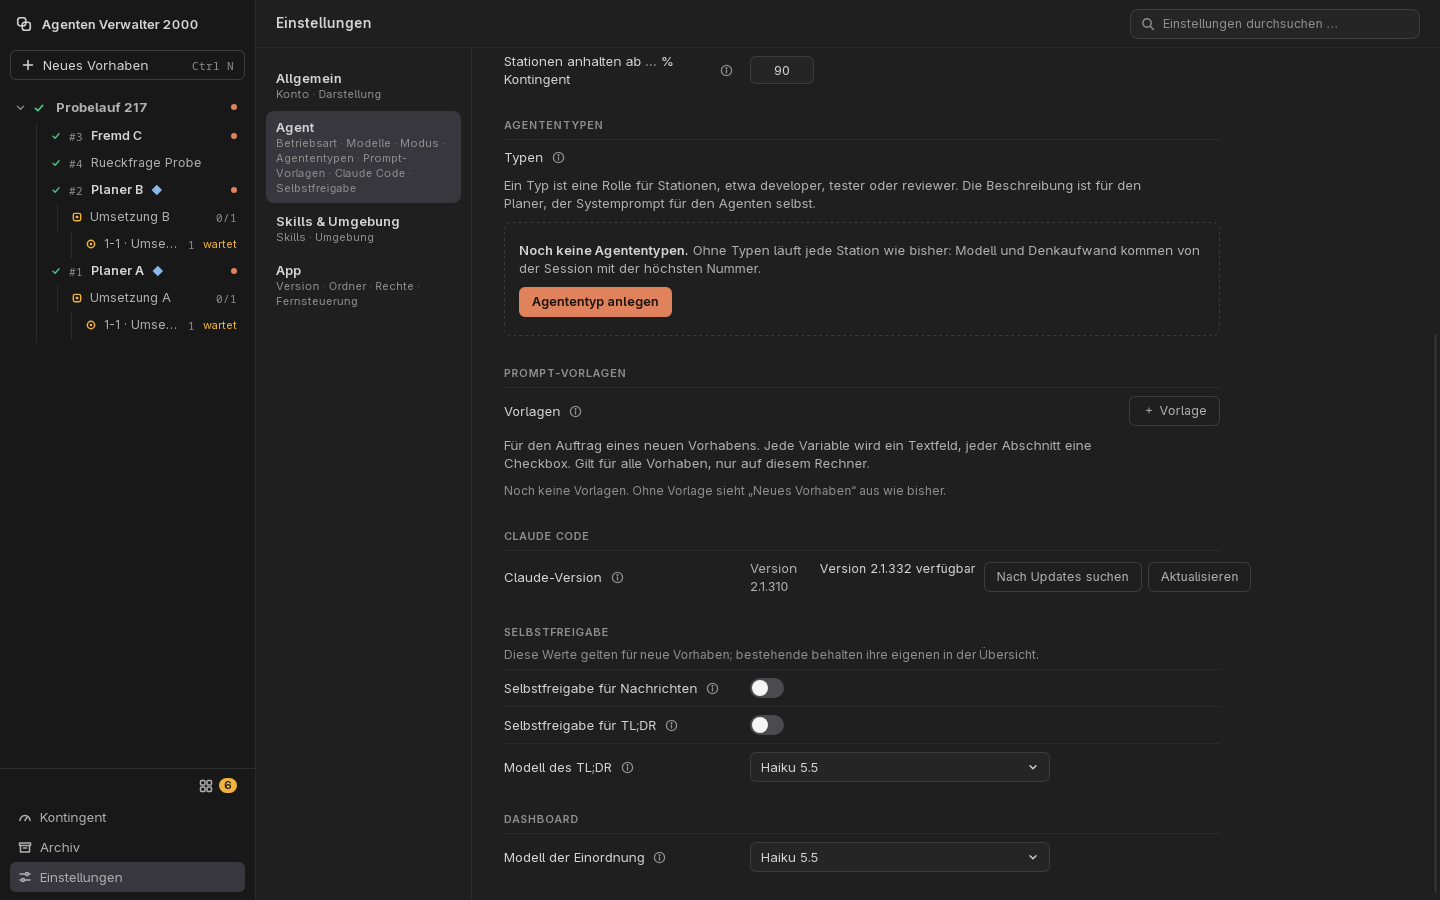 Agenten Verwalter 2000
Neues Vorhaben Ctrl N
Probelauf 217
#3 Fremd C
#4 Rueckfrage Probe
#2 Planer B
Umsetzung B 0/1
1-1 · Umse… 1 wartet
#1 Planer A
Umsetzung A 0/1
1-1 · Umse… 1 wartet
6
Kontingent
Archiv
Einstellungen
Einstellungen
Einstellungen durchsuchen …
Allgemein
Konto · Darstellung
Agent
Betriebsart · Modelle · Modus ·
Agententypen · Prompt-
Vorlagen · Claude Code ·
Selbstfreigabe
Skills & Umgebung
Skills · Umgebung
App
Version · Ordner · Rechte ·
Fernsteuerung
Stationen anhalten ab … %
Kontingent
90
AGENTENTYPEN
Typen
Ein Typ ist eine Rolle für Stationen, etwa developer, tester oder reviewer. Die Beschreibung ist für den
Planer, der Systemprompt für den Agenten selbst.
Noch keine Agententypen. Ohne Typen läuft jede Station wie bisher: Modell und Denkaufwand kommen von
der Session mit der höchsten Nummer.
Agententyp anlegen
PROMPT-VORLAGEN
Vorlagen
+ Vorlage
Für den Auftrag eines neuen Vorhabens. Jede Variable wird ein Textfeld, jeder Abschnitt eine
Checkbox. Gilt für alle Vorhaben, nur auf diesem Rechner.
Noch keine Vorlagen. Ohne Vorlage sieht „Neues Vorhaben“ aus wie bisher.
CLAUDE CODE
Claude-Version
Version
2.1.310
Version 2.1.332 verfügbar
Nach Updates suchen
Aktualisieren
SELBSTFREIGABE
Diese Werte gelten für neue Vorhaben; bestehende behalten ihre eigenen in der Übersicht.
Selbstfreigabe für Nachrichten
Selbstfreigabe für TL;DR
Modell des TL;DR
Haiku 5.5
DASHBOARD
Modell der Einordnung
Haiku 5.5